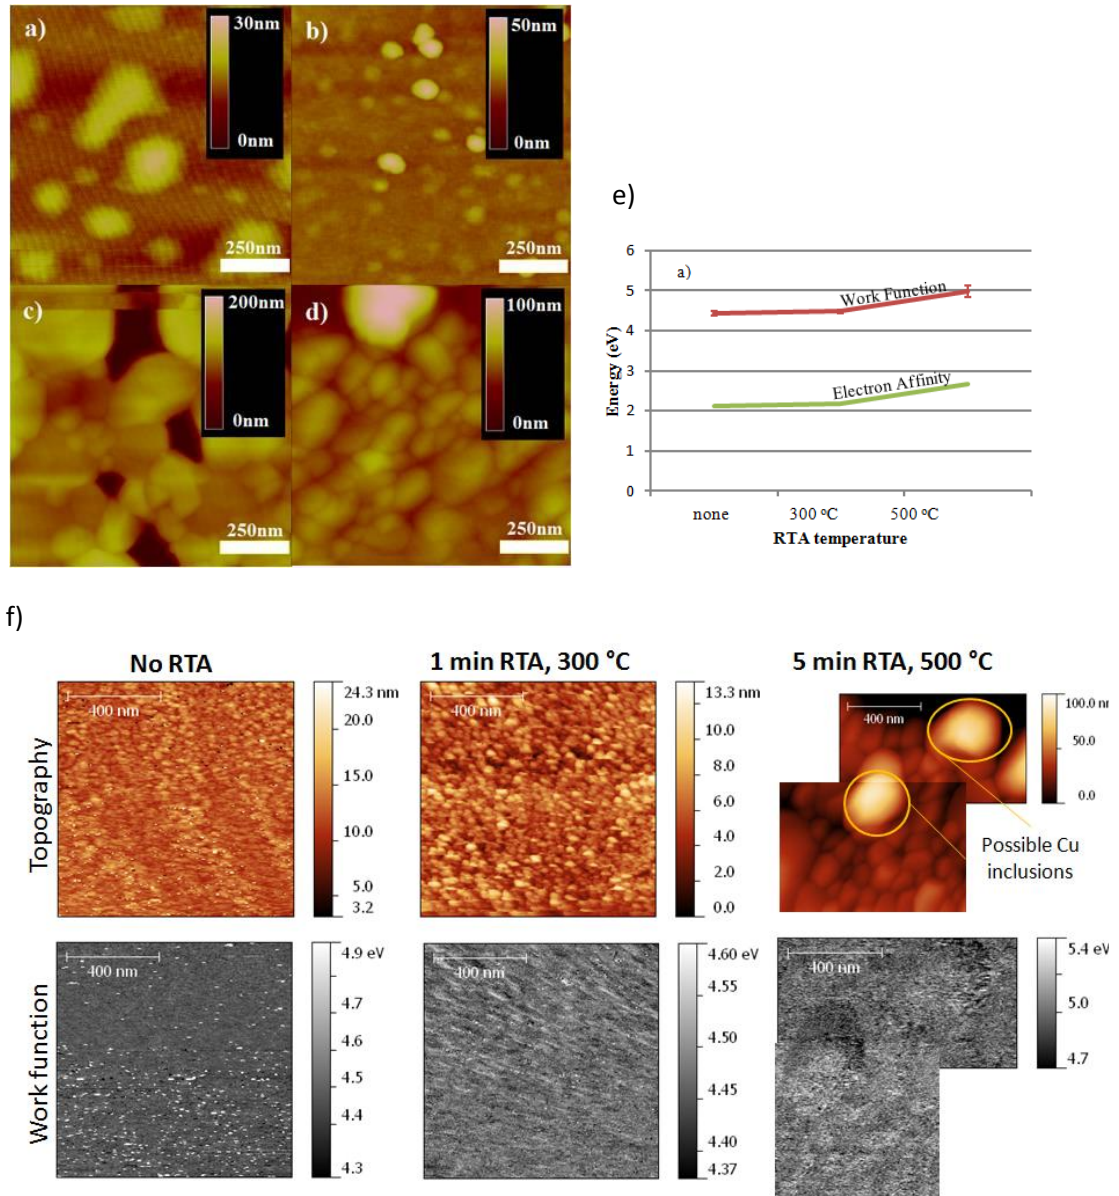 a)
30nm
0nm
250nm
b)
50nm
0nm
250nm
c)
200nm
0nm
250nm
d)
100nm
0nm
250nm
e)
a)
6
5
4
3
2
1
0
Energy (eV)
Work Function
Electron Affinity
none
300 °C
500 °C
RTA temperature
f)
No RTA
1 min RTA, 300 °C
5 min RTA, 500 °C
Topography
400 nm
24.3 nm
20.0
15.0
10.0
5.0
3.2
400 nm
13.3 nm
10.0
8.0
6.0
4.0
2.0
0.0
400 nm
100.0 nm
50.0
0.0
Possible Cu
inclusions
Work function
400 nm
4.9 eV
4.7
4.6
4.5
4.4
4.3
400 nm
4.60 eV
4.55
4.50
4.45
4.40
4.37
400 nm
5.4 eV
5.0
4.7